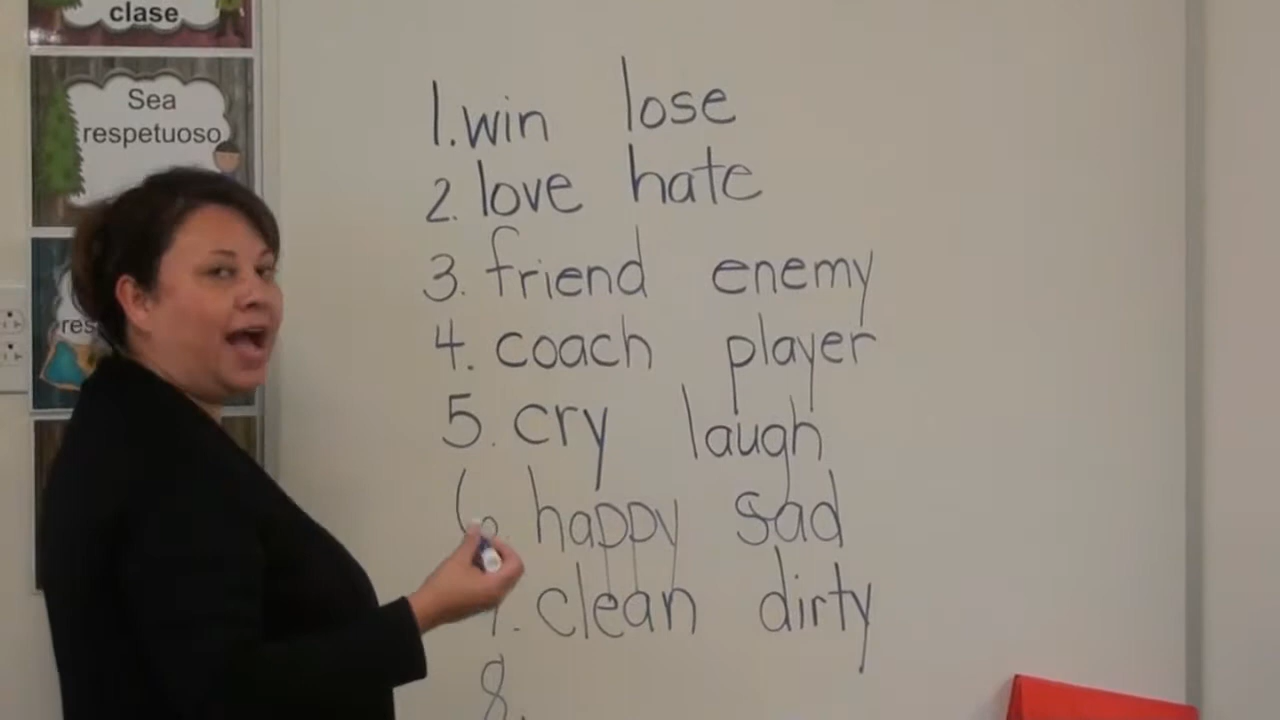 clase
Sea
respetuoso
res
1. win lose
2. love hate
3. friend enemy
4. coach player
5. cry laugh
6. happy sad
7. clean dirty
8.